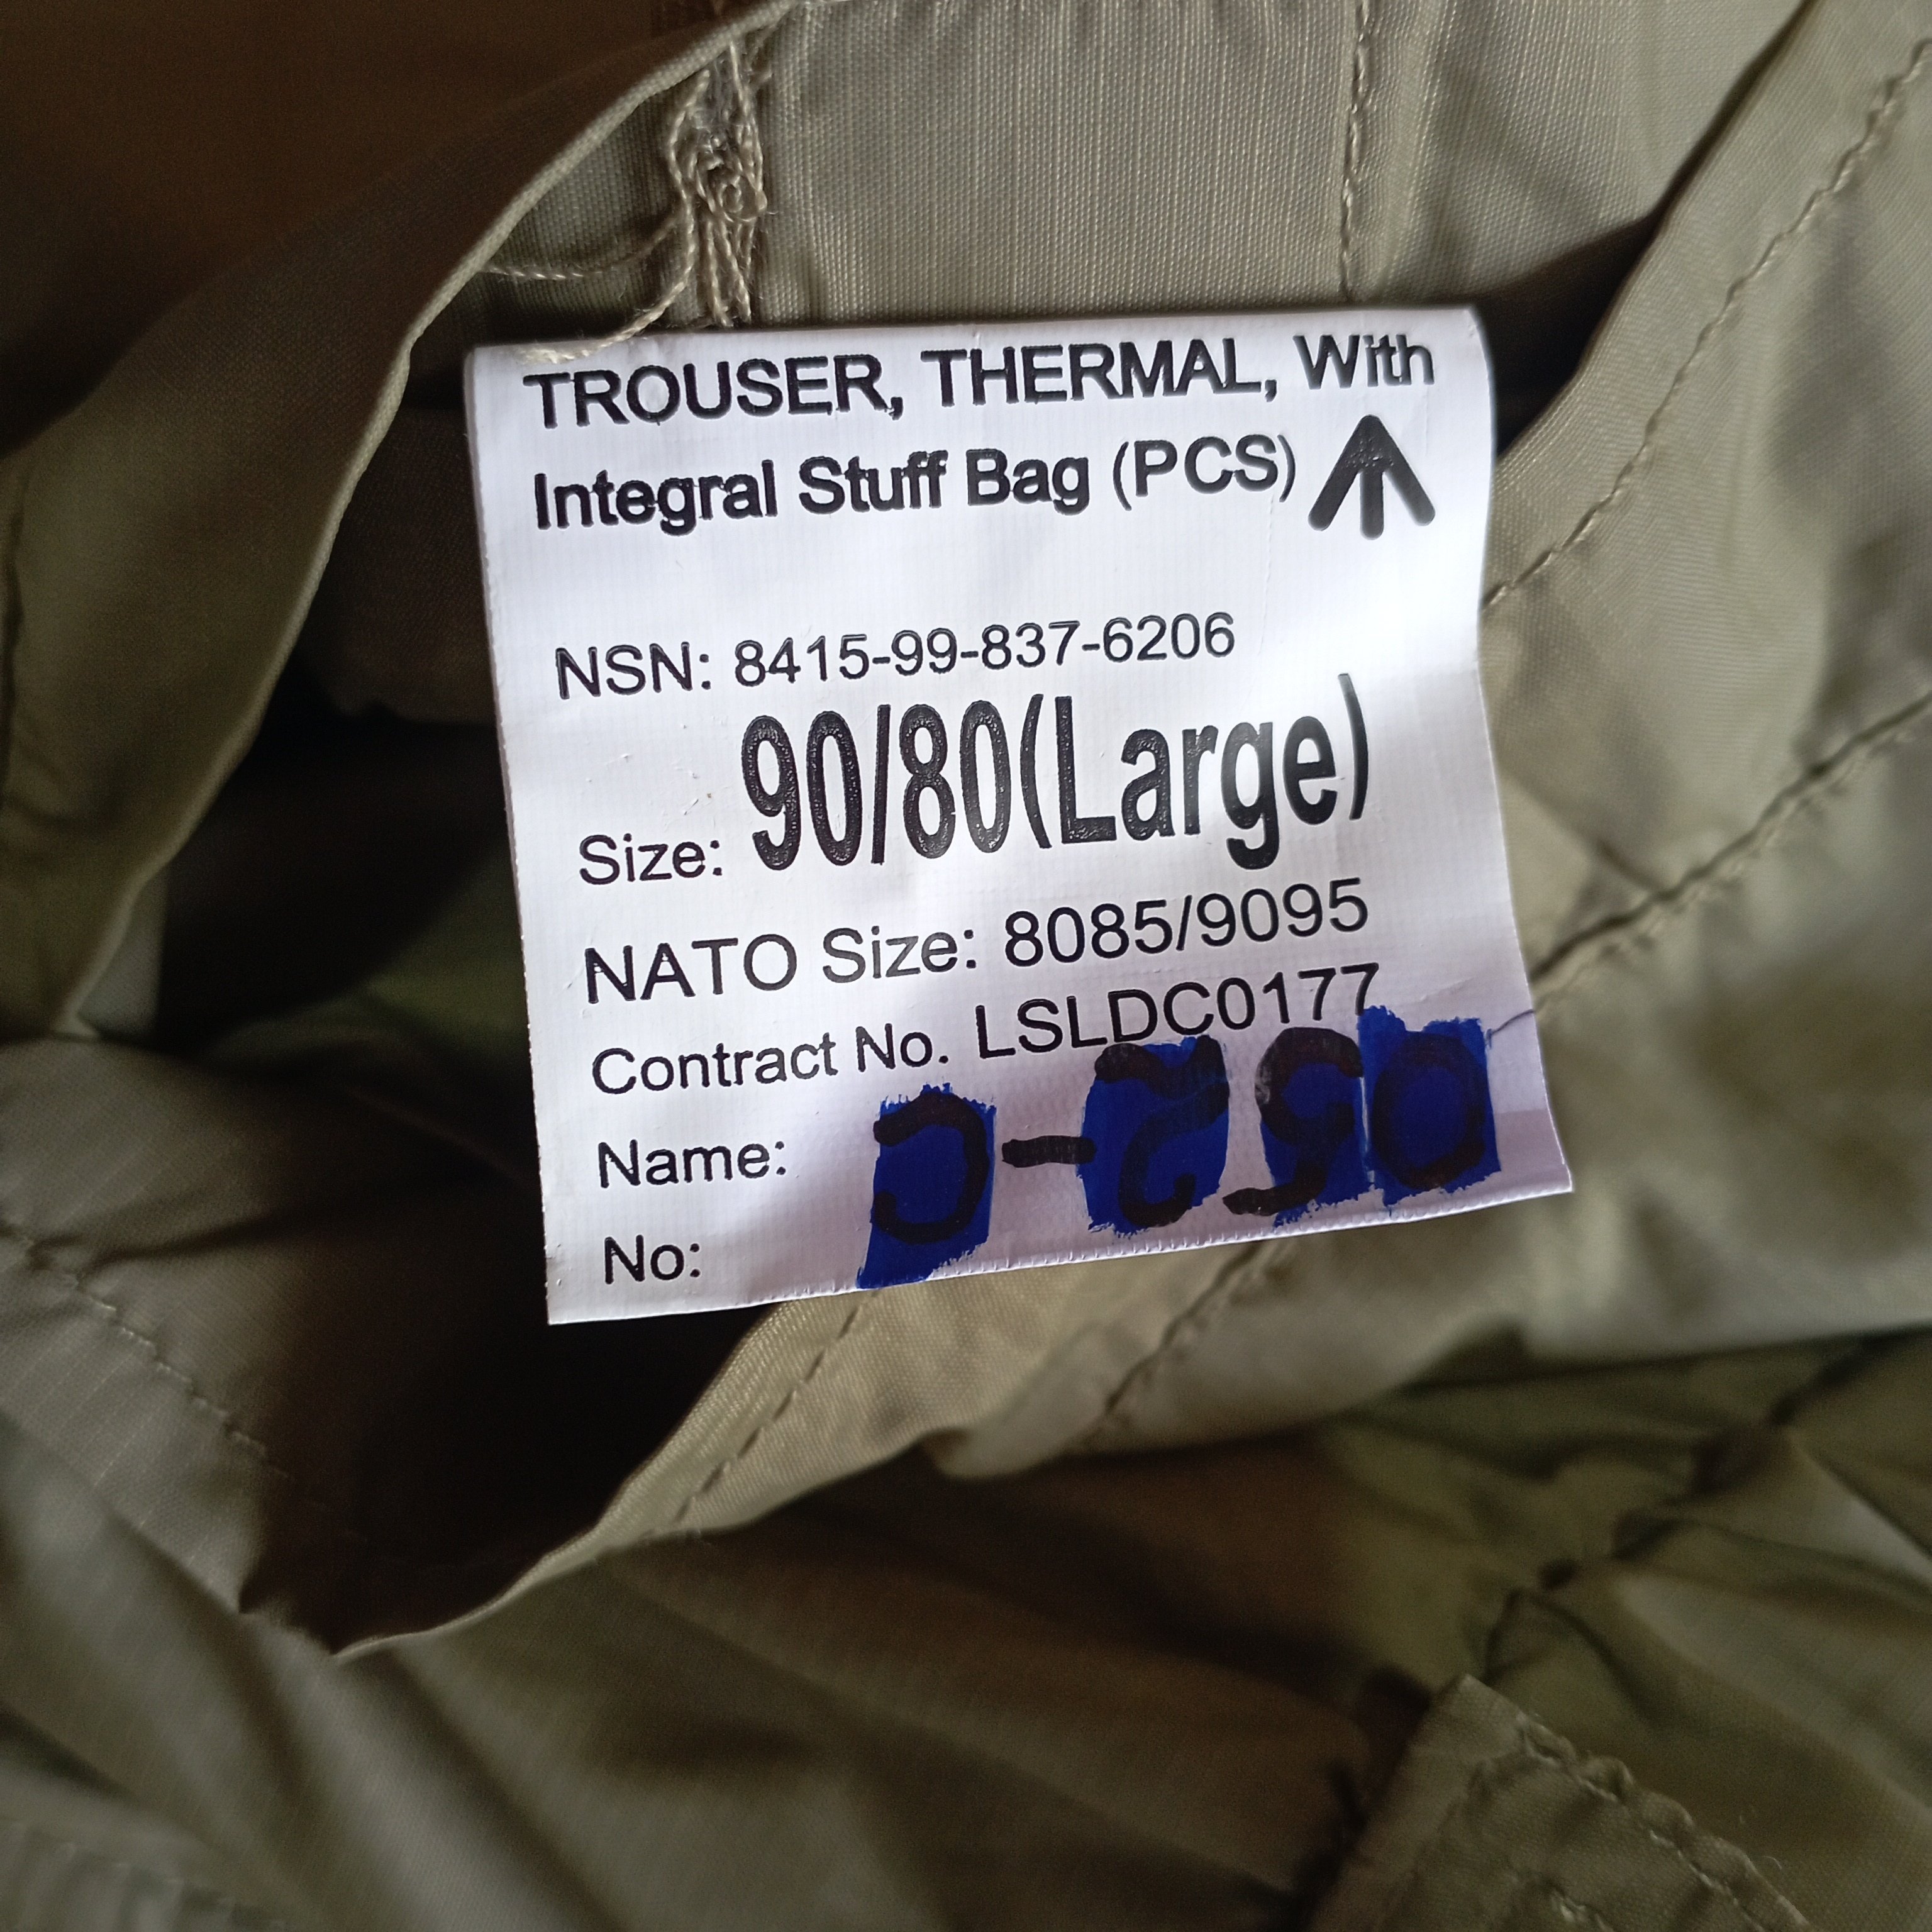 TROUSER, THERMAL, With
Integral Stuff Bag (PCS)
NSN: 8415-99-837-6206
Size: 90/80(Large)
NATO Size: 8085/9095
Contract No. LSLDC0177
Name:
No: